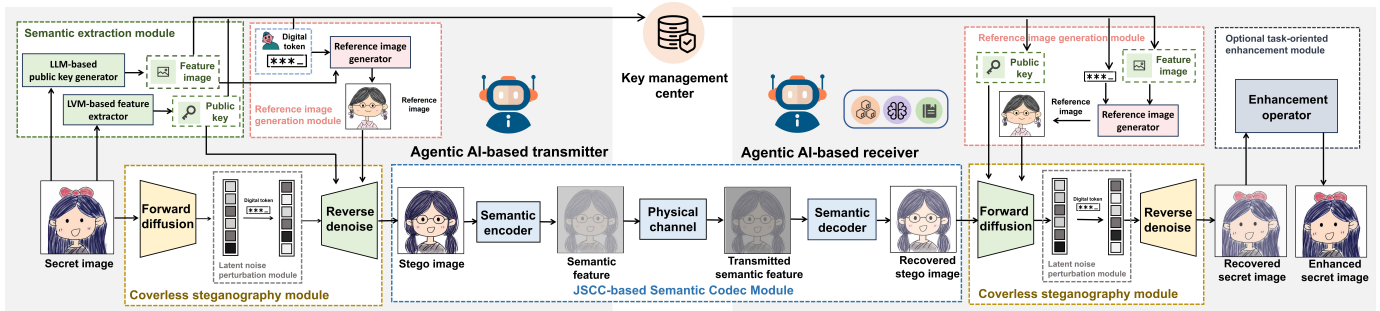 Semantic extraction module
LLM-based
public key generator
Feature
image
LVM-based feature
extractor
Public
key
Digital
token
***_
Reference image
generator
Reference
image
Reference image
generation module
Key management
center
Agentic AI-based transmitter
Agentic AI-based receiver
Reference image generation module
Public
key
***_
Feature
image
Reference
image
Reference image
generator
Optional task-oriented
enhancement module
Enhancement
operator
Secret image
Forward
diffusion
Digital token
***_
Latent noise
perturbation module
Reverse
denoise
Coverless steganography module
Stego image
Semantic
encoder
Semantic
feature
Physical
channel
Transmitted
semantic feature
Semantic
decoder
Recovered
stego image
JSCC-based Semantic Codec Module
Forward
diffusion
Digital token
***_
Latent noise
perturbation module
Reverse
denoise
Coverless steganography module
Recovered
secret image
Enhanced
secret image